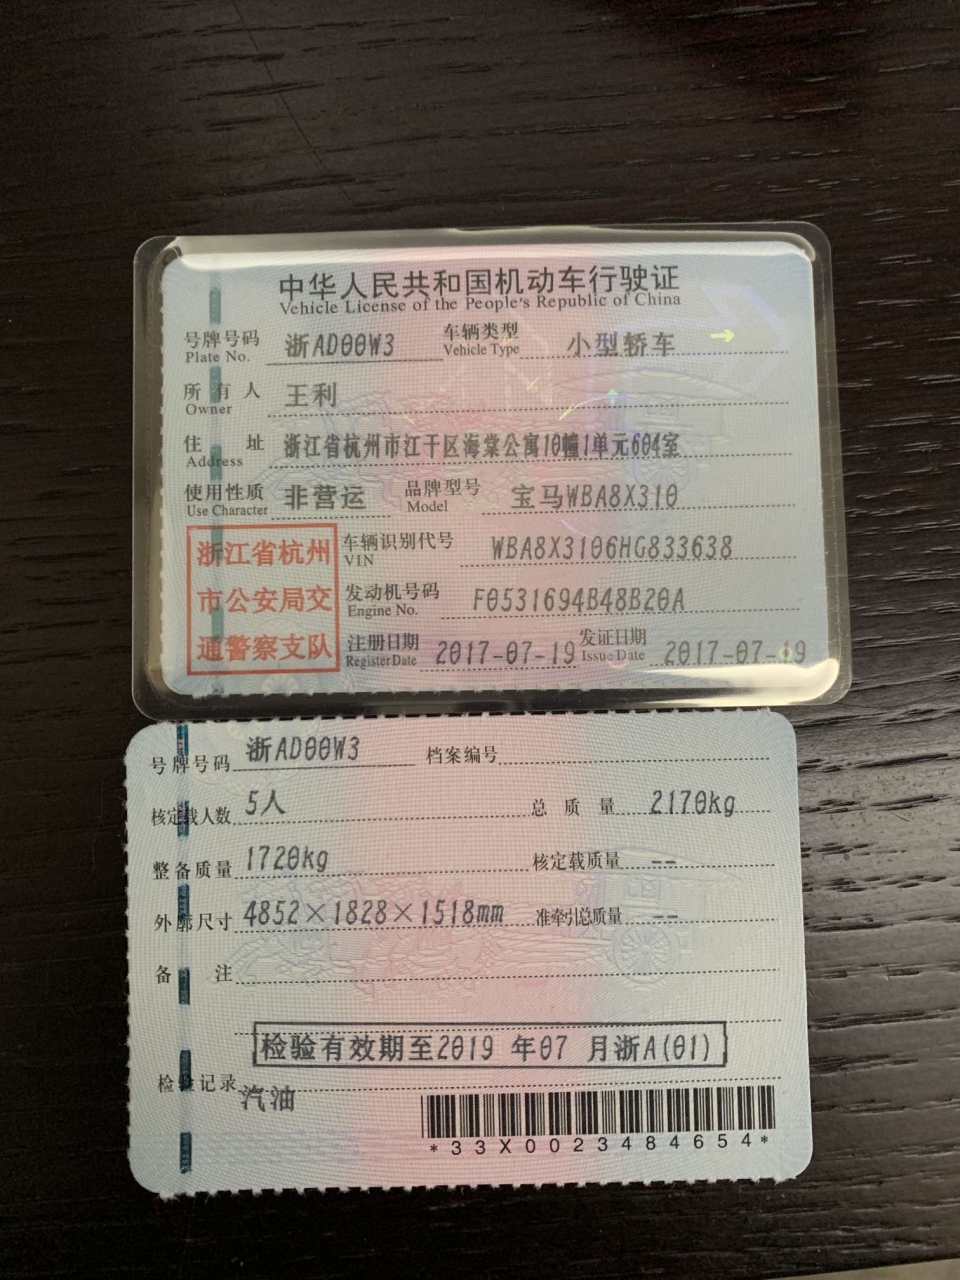 中华人民共和国机动车行驶证
Vehicle License of the People's Republic of China
号牌号码 浙AD00W3 车辆类型 小型轿车
Plate No. Vehicle Type
所有人 王利
Owner
住址 浙江省杭州市江干区海棠公寓10幢1单元604室
Address
使用性质 非营运 品牌型号 宝马WBA8X310
Use Character Model
浙江省杭州
市公安局交
通警察支队
车辆识别代号 WBA8X3106HG833638
VIN
发动机号码 F0531694B48B20A
Engine No.
注册日期 2017-07-19 发证日期 2017-07-19
Register Date Issue Date
号牌号码 浙AD00W3 档案编号
核定载人数 5人 总质量 2170kg
整备质量 1720kg 核定载质量 --
外廓尺寸 4852×1828×1518mm 准牵引总质量 --
备注
检验有效期至2019 年07 月浙A(01)
检验记录
汽油
*33X0023484654*